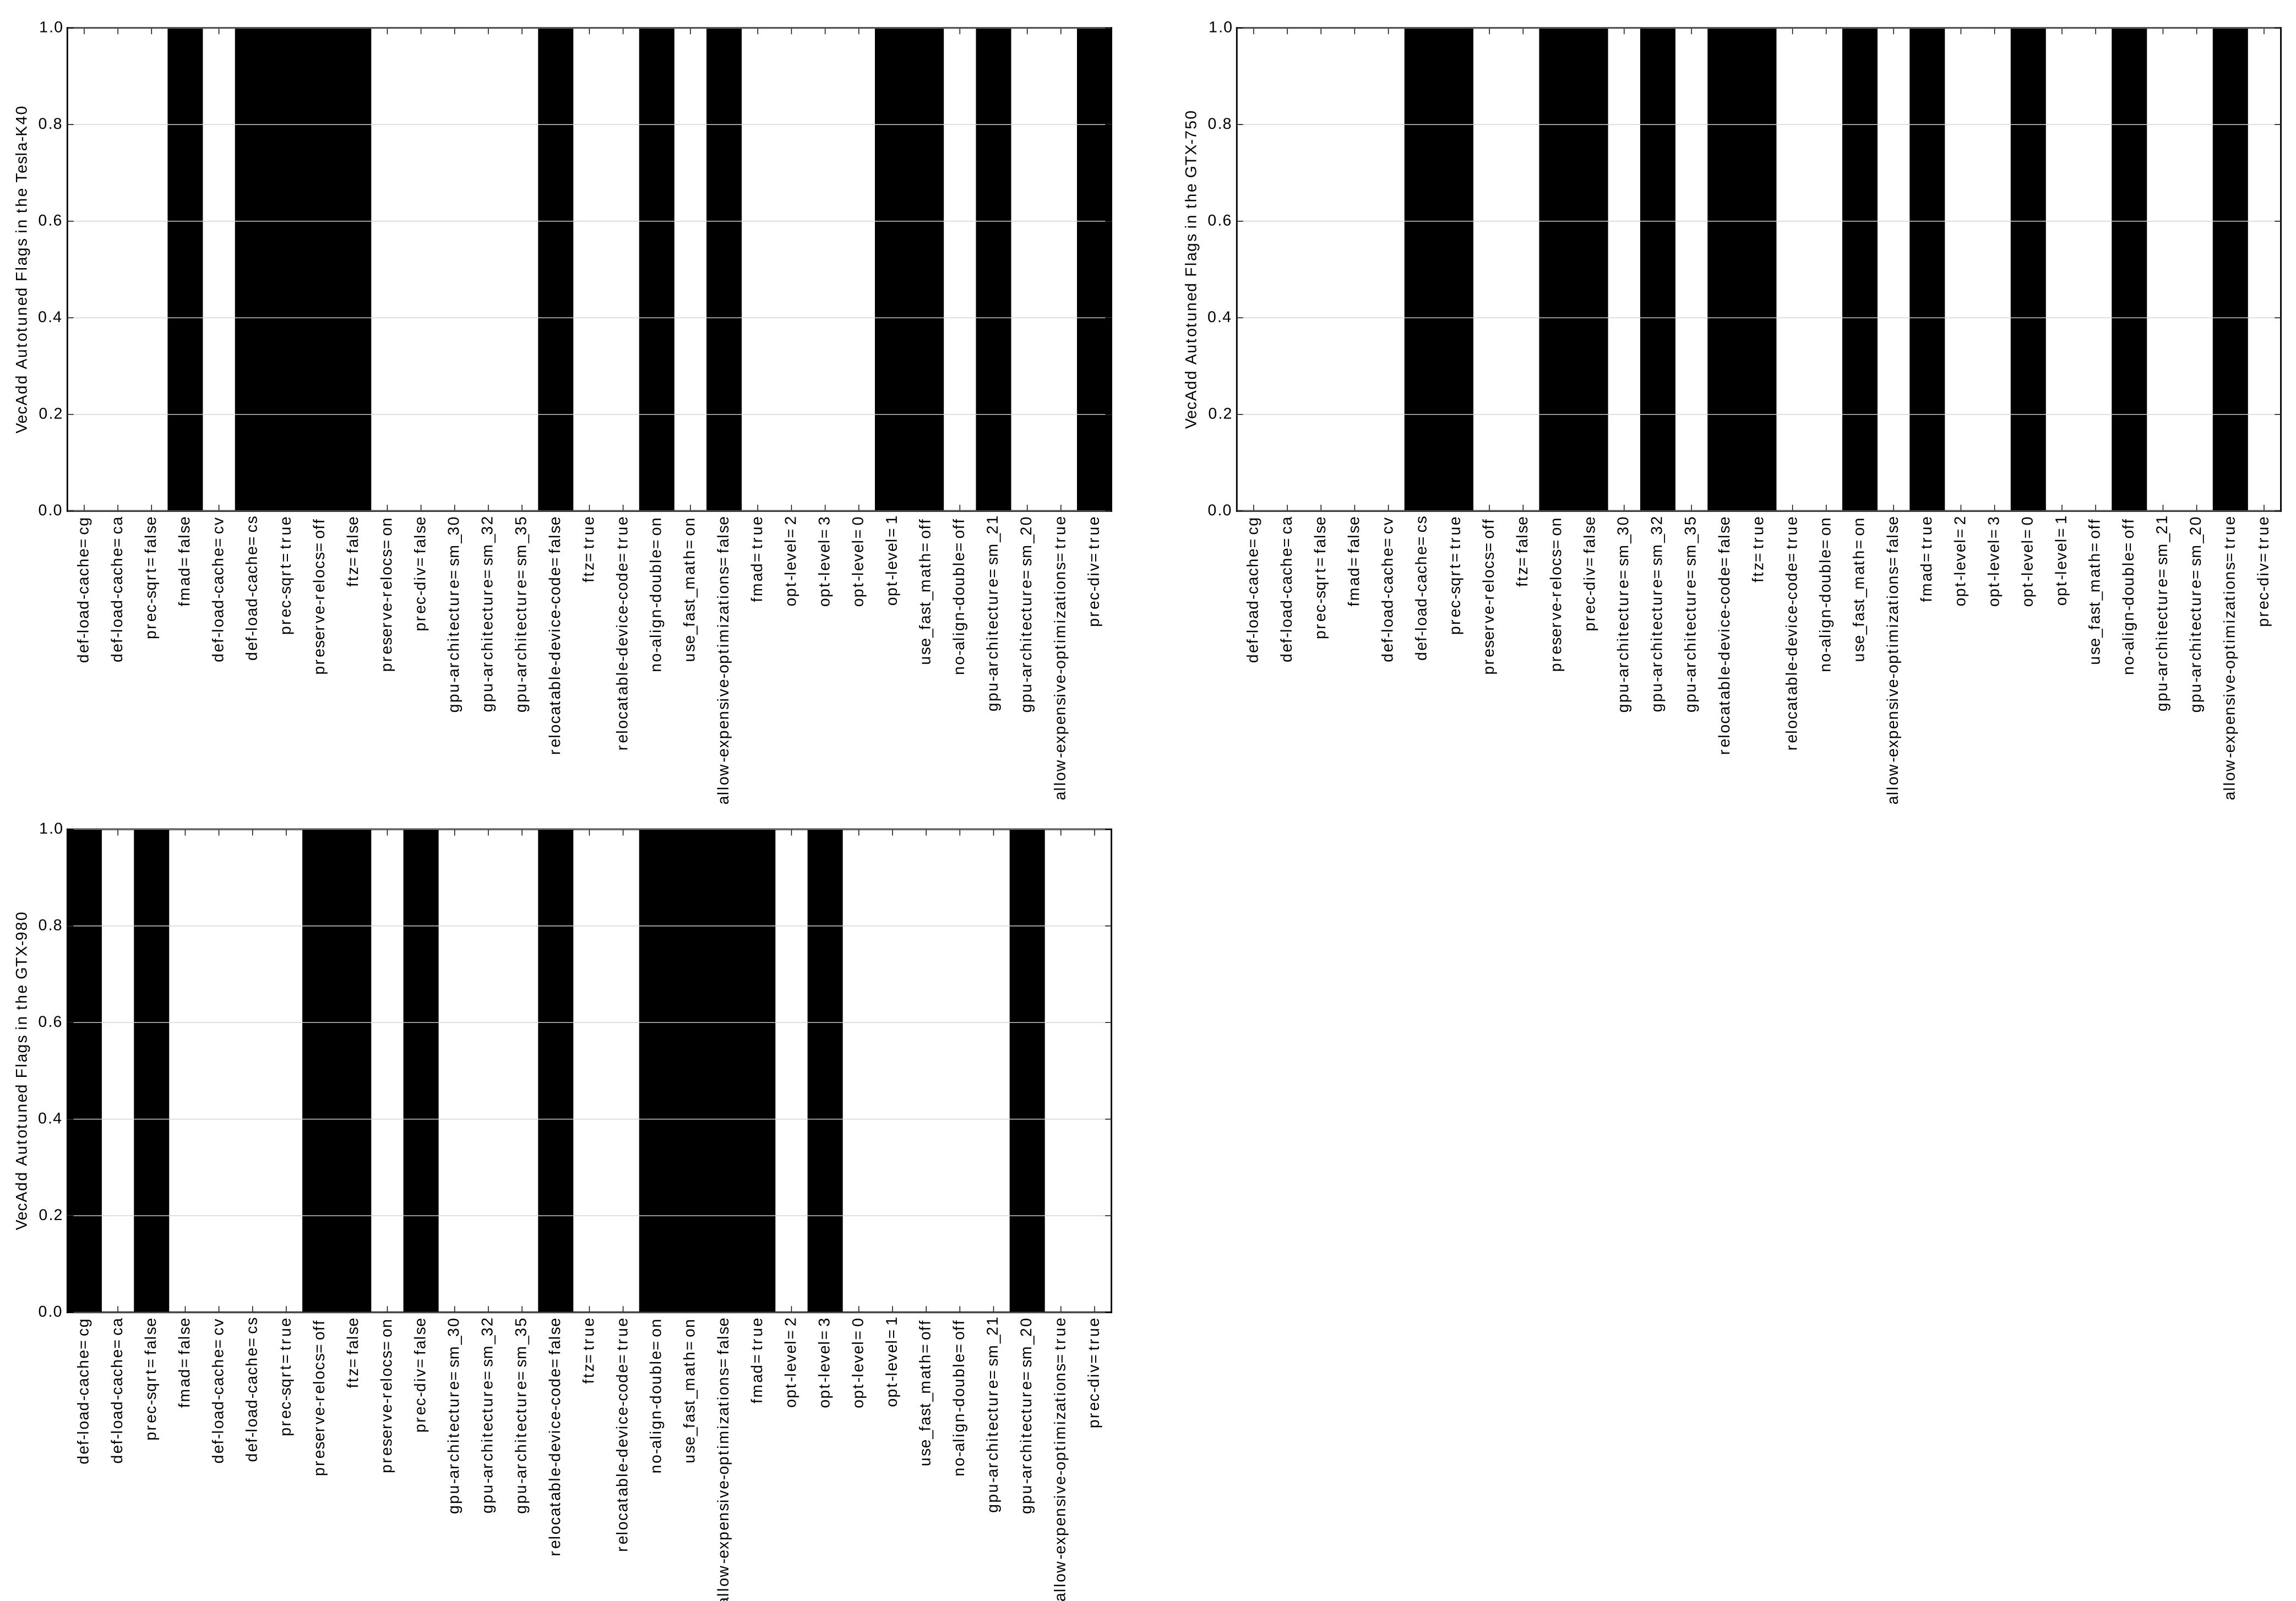 VecAdd Autotuned Flags in the Tesla-K40
1.0
0.8
0.6
0.4
0.2
0.0
def-load-cache=cg
def-load-cache=ca
prec-sqrt=false
fmad=false
def-load-cache=cv
def-load-cache=cs
prec-sqrt=true
preserve-relocs=off
ftz=false
preserve-relocs=on
prec-div=false
gpu-architecture=sm_30
gpu-architecture=sm_32
gpu-architecture=sm_35
relocatable-device-code=false
ftz=true
relocatable-device-code=true
no-align-double=on
use_fast_math=on
allow-expensive-optimizations=false
fmad=true
opt-level=2
opt-level=3
opt-level=0
opt-level=1
use_fast_math=off
no-align-double=off
gpu-architecture=sm_21
gpu-architecture=sm_20
allow-expensive-optimizations=true
prec-div=true
VecAdd Autotuned Flags in the GTX-750
1.0
0.8
0.6
0.4
0.2
0.0
def-load-cache=cg
def-load-cache=ca
prec-sqrt=false
fmad=false
def-load-cache=cv
def-load-cache=cs
prec-sqrt=true
preserve-relocs=off
ftz=false
preserve-relocs=on
prec-div=false
gpu-architecture=sm_30
gpu-architecture=sm_32
gpu-architecture=sm_35
relocatable-device-code=false
ftz=true
relocatable-device-code=true
no-align-double=on
use_fast_math=on
allow-expensive-optimizations=false
fmad=true
opt-level=2
opt-level=3
opt-level=0
opt-level=1
use_fast_math=off
no-align-double=off
gpu-architecture=sm_21
gpu-architecture=sm_20
allow-expensive-optimizations=true
prec-div=true
VecAdd Autotuned Flags in the GTX-980
1.0
0.8
0.6
0.4
0.2
0.0
def-load-cache=cg
def-load-cache=ca
prec-sqrt=false
fmad=false
def-load-cache=cv
def-load-cache=cs
prec-sqrt=true
preserve-relocs=off
ftz=false
preserve-relocs=on
prec-div=false
gpu-architecture=sm_30
gpu-architecture=sm_32
gpu-architecture=sm_35
relocatable-device-code=false
ftz=true
relocatable-device-code=true
no-align-double=on
use_fast_math=on
allow-expensive-optimizations=false
fmad=true
opt-level=2
opt-level=3
opt-level=0
opt-level=1
use_fast_math=off
no-align-double=off
gpu-architecture=sm_21
gpu-architecture=sm_20
allow-expensive-optimizations=true
prec-div=true